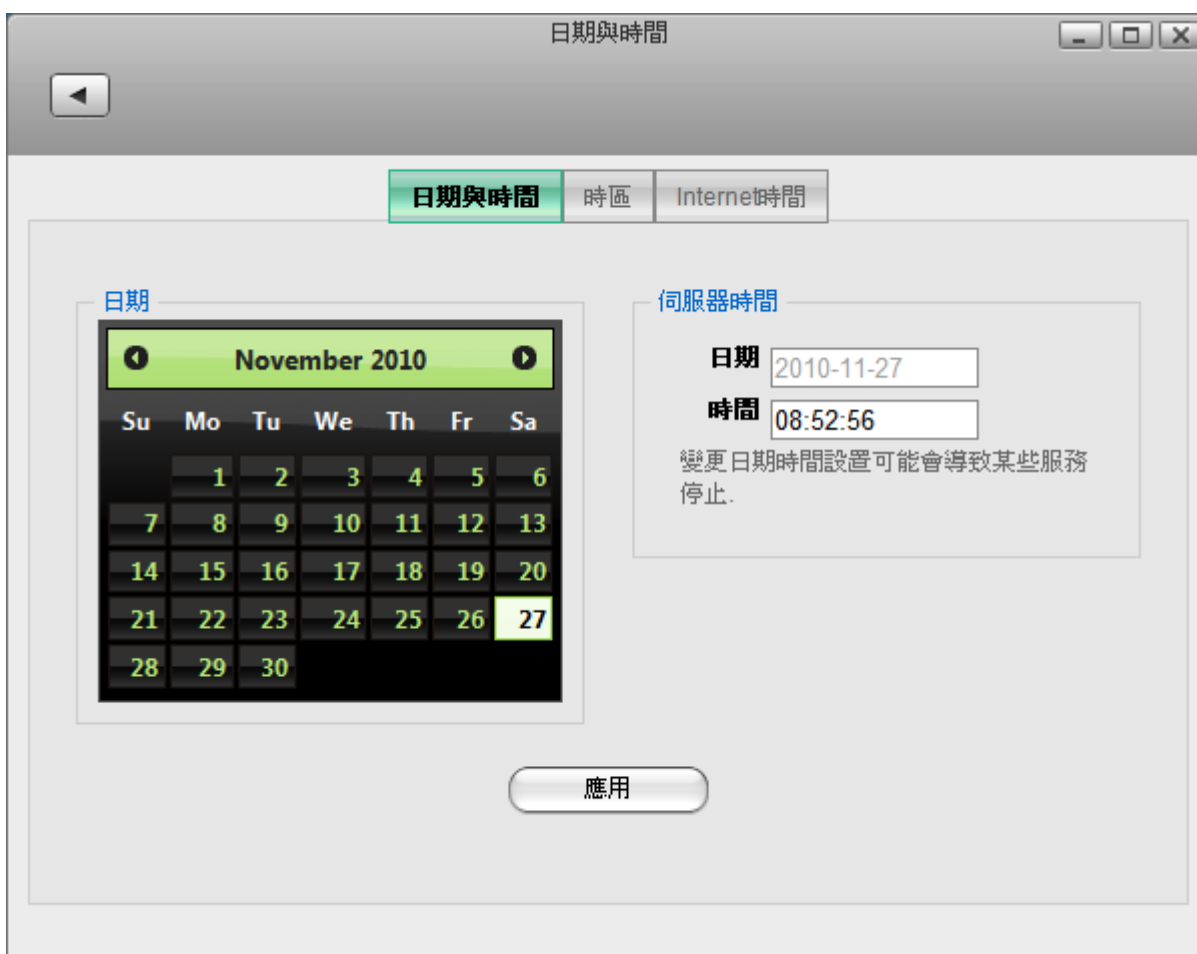 日期與時間
日期與時間 時區 Internet時間
日期
November 2010
Su Mo Tu We Th Fr Sa
1 2 3 4 5 6
7 8 9 10 11 12 13
14 15 16 17 18 19 20
21 22 23 24 25 26 27
28 29 30
伺服器時間
日期 2010-11-27
時間 08:52:56
變更日期時間設置可能會導致某些服務
停止.
應用